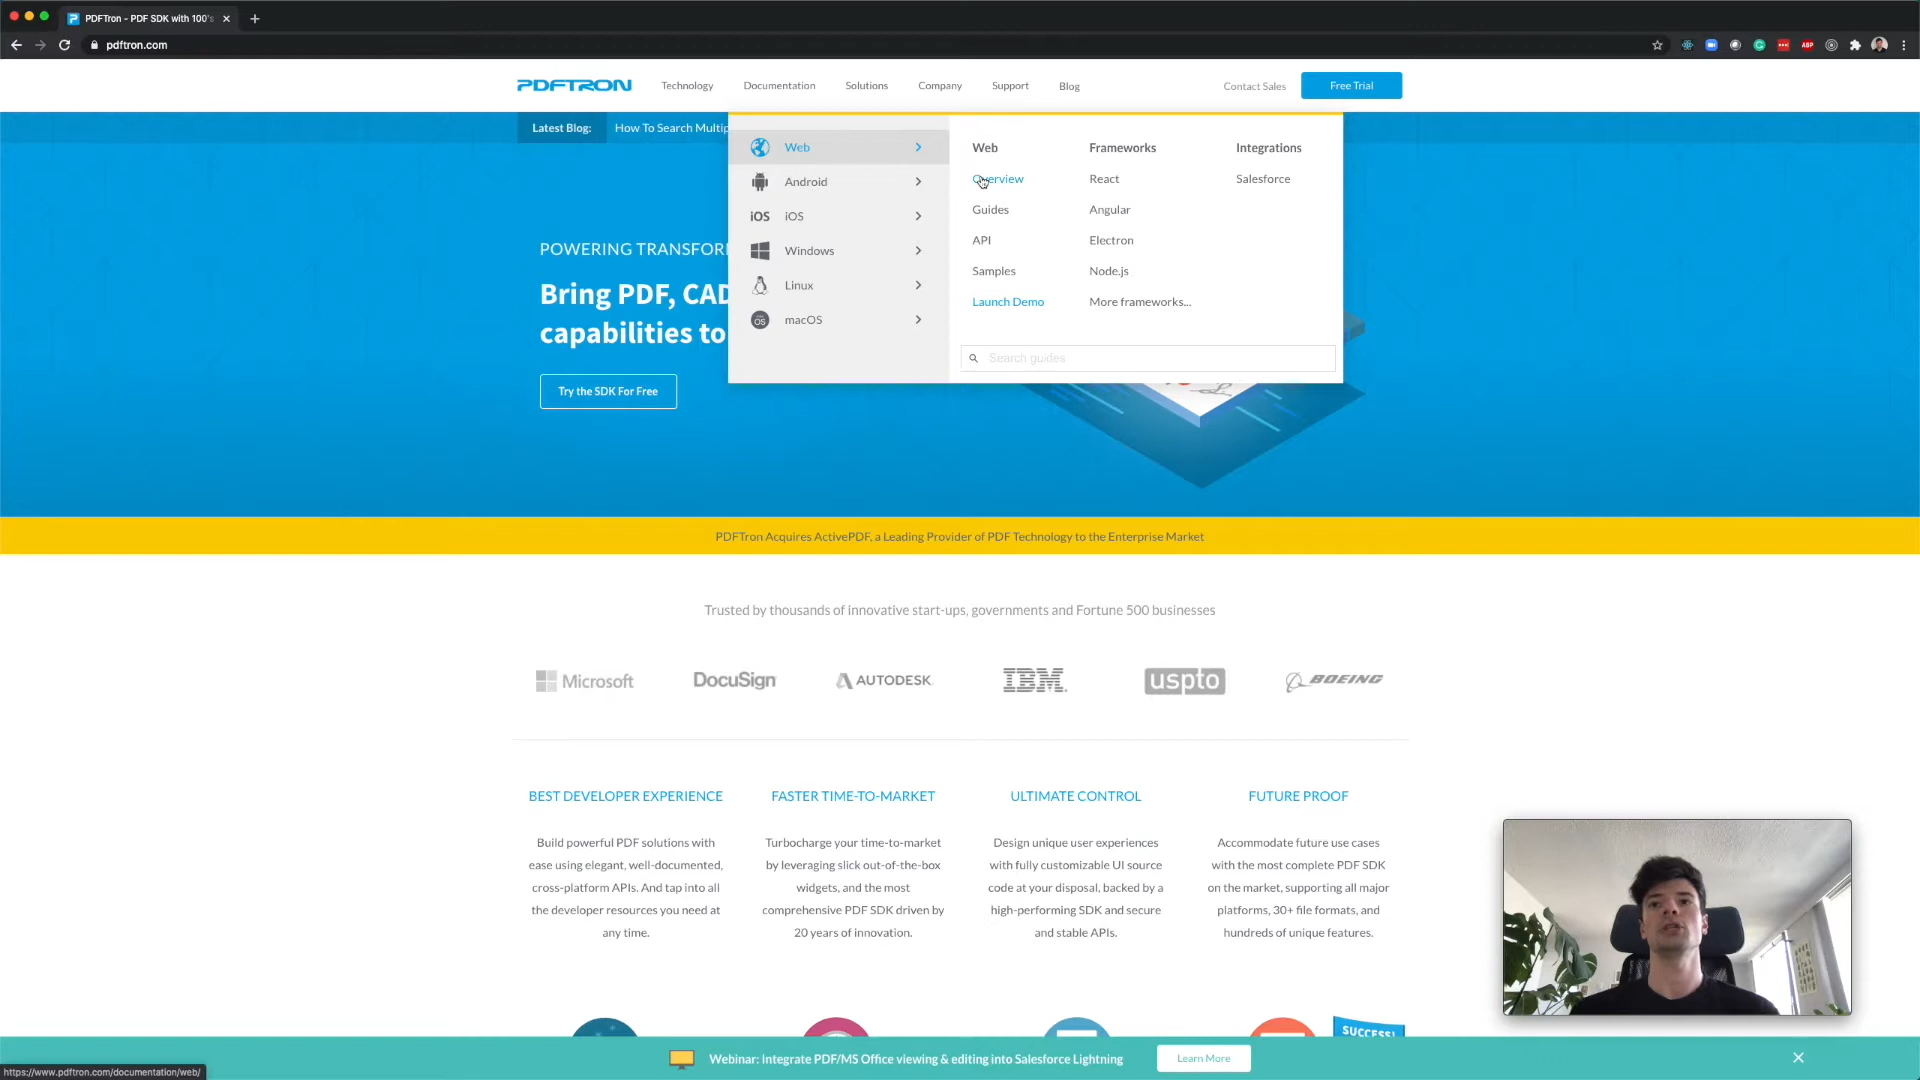 PDFTron - PDF SDK with 100's
pdftron.com
ABP
PDFTRON
Technology
Documentation
Solutions
Company
Support
Blog
Contact Sales
Free Trial
Latest Blog:
How To Search Multip
Web
Android
iOS
iOS
Windows
Linux
OS
macOS
Web
Overview
Guides
API
Samples
Launch Demo
Frameworks
React
Angular
Electron
Node.js
More frameworks...
Integrations
Salesforce
Search guides
POWERING TRANSFOR
Bring PDF, CAD
capabilities to
Try the SDK For Free
PDFTron Acquires ActivePDF, a Leading Provider of PDF Technology to the Enterprise Market
Trusted by thousands of innovative start-ups, governments and Fortune 500 businesses
Microsoft
DocuSign
AUTODESK
IBM
uspto
BOEING
BEST DEVELOPER EXPERIENCE
Build powerful PDF solutions with
ease using elegant, well-documented,
cross-platform APIs. And tap into all
the developer resources you need at
any time.
FASTER TIME-TO-MARKET
Turbocharge your time-to-market
by leveraging slick out-of-the-box
widgets, and the most
comprehensive PDF SDK driven by
20 years of innovation.
ULTIMATE CONTROL
Design unique user experiences
with fully customizable UI source
code at your disposal, backed by a
high-performing SDK and secure
and stable APIs.
FUTURE PROOF
Accommodate future use cases
with the most complete PDF SDK
on the market, supporting all major
platforms, 30+ file formats, and
hundreds of unique features.
SUCCESS!
Webinar: Integrate PDF/MS Office viewing & editing into Salesforce Lightning
Learn More
https://www.pdftron.com/documentation/web/